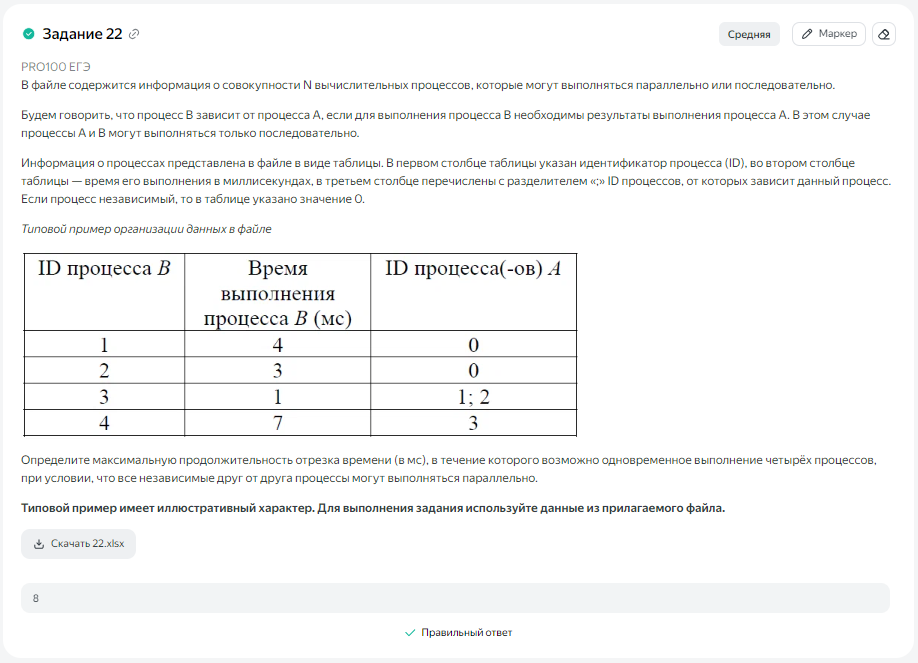 Задание 22
Средняя
Маркер
PRO100 ЕГЭ
В файле содержится информация о совокупности N вычислительных процессов, которые могут выполняться параллельно или последовательно.
Будем говорить, что процесс B зависит от процесса A, если для выполнения процесса B необходимы результаты выполнения процесса A. В этом случае
процессы A и B могут выполняться только последовательно.
Информация о процессах представлена в файле в виде таблицы. В первом столбце таблицы указан идентификатор процесса (ID), во втором столбце
таблицы — время его выполнения в миллисекундах, в третьем столбце перечислены с разделителем «;» ID процессов, от которых зависит данный процесс.
Если процесс независимый, то в таблице указано значение 0.
Типовой пример организации данных в файле
ID процесса B
Время
выполнения
процесса B (мс)
ID процесса(-ов) A
1 4 0
2 3 0
3 1 1; 2
4 7 3
Определите максимальную продолжительность отрезка времени (в мс), в течение которого возможно одновременное выполнение четырёх процессов,
при условии, что все независимые друг от друга процессы могут выполняться параллельно.
Типовой пример имеет иллюстративный характер. Для выполнения задания используйте данные из прилагаемого файла.
Скачать 22.xlsx
8
Правильный ответ